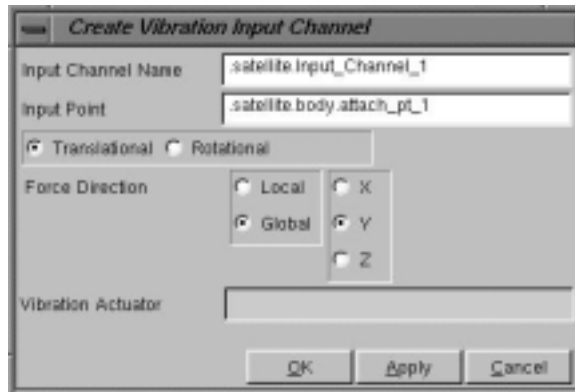 Create Vibration Input Channel
Input Channel Name .satellite.Input_Channel_1
Input Point .satellite.body.attach_pt_1
Translational Rotational
Force Direction Local X
Global Y
Z
Vibration Actuator
OK Apply Cancel